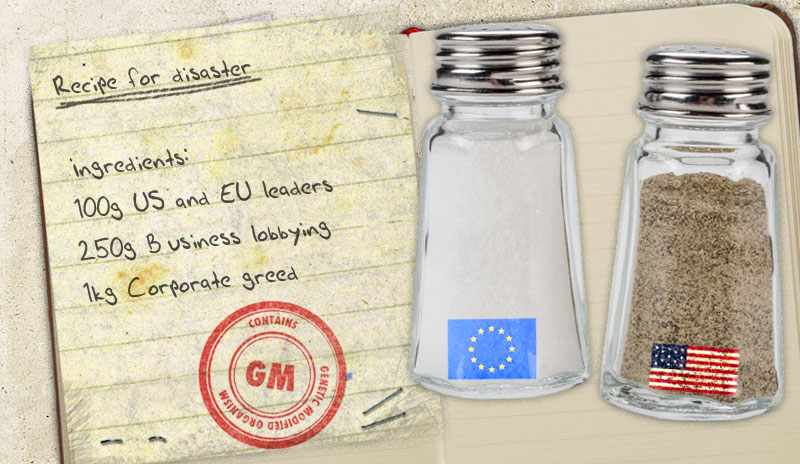 Recipe for disaster
ingredients:
100g US and EU leaders
250g Business lobbying
1kg Corporate greed
CONTAINS
GM
GENETIC MODIFIED ORGANISM